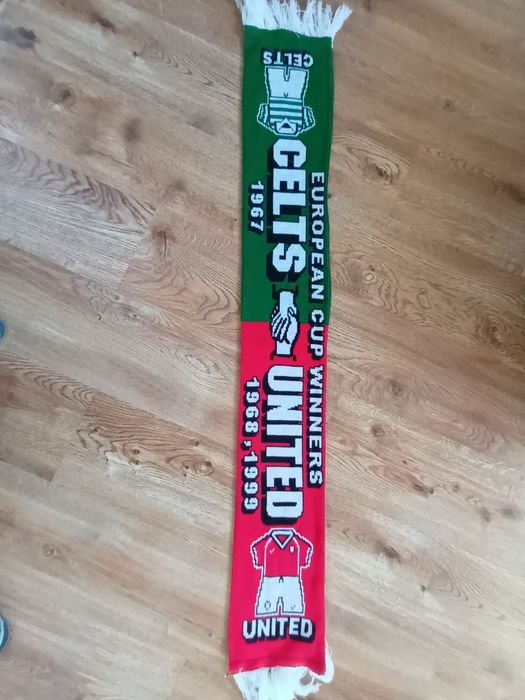 CELTS
EUROPEAN CUP WINNERS
CELTS UNITED
1967 1968,1999
UNITED